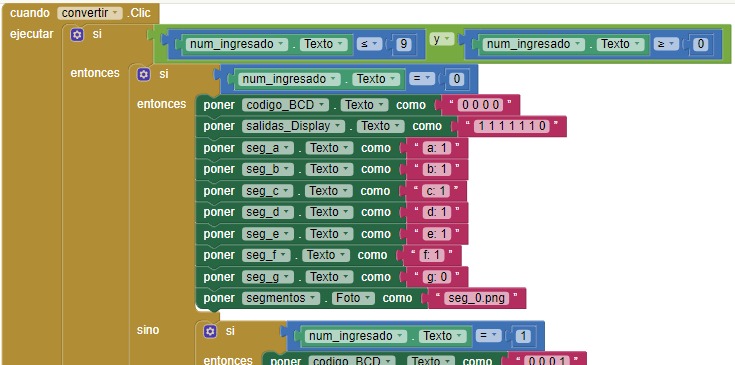 cuando convertir .Clic
ejecutar si num_ingresado . Texto ≤ 9 y num_ingresado . Texto ≥ 0
entonces si num_ingresado . Texto = 0
entonces poner codigo_BCD . Texto como " 0 0 0 0 "
poner salidas_Display . Texto como " 1 1 1 1 1 1 0 "
poner seg_a . Texto como " a: 1 "
poner seg_b . Texto como " b: 1 "
poner seg_c . Texto como " c: 1 "
poner seg_d . Texto como " d: 1 "
poner seg_e . Texto como " e: 1 "
poner seg_f . Texto como " f: 1 "
poner seg_g . Texto como " g: 0 "
poner segmentos . Foto como " seg_0.png "
sino si num_ingresado . Texto = 1
entonces poner codigo_BCD . Texto como " 0 0 0 1 "